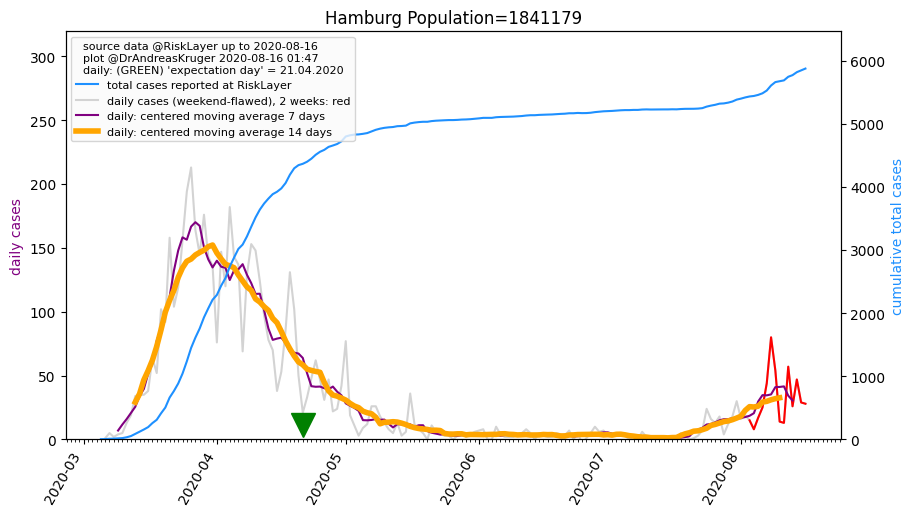 Hamburg Population=1841179
source data @RiskLayer up to 2020-08-16
plot @DrAndreasKruger 2020-08-16 01:47
daily: (GREEN) 'expectation day' = 21.04.2020
total cases reported at RiskLayer
daily cases (weekend-flawed), 2 weeks: red
daily: centered moving average 7 days
daily: centered moving average 14 days
daily cases
300
250
200
150
100
50
0
cumulative total cases
6000
5000
4000
3000
2000
1000
0
2020-03
2020-04
2020-05
2020-06
2020-07
2020-08